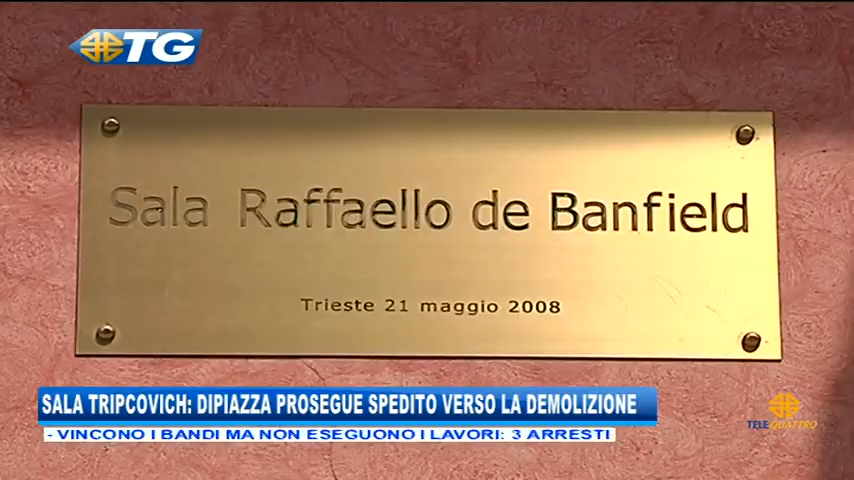 TG
Sala Raffaello de Banfield
Trieste 21 maggio 2008
SALA TRIPCOVICH: DIPIAZZA PROSEGUE SPEDITO VERSO LA DEMOLIZIONE
- VINCONO I BANDI MA NON ESEGUONO I LAVORI: 3 ARRESTI
TELEQUATTRO